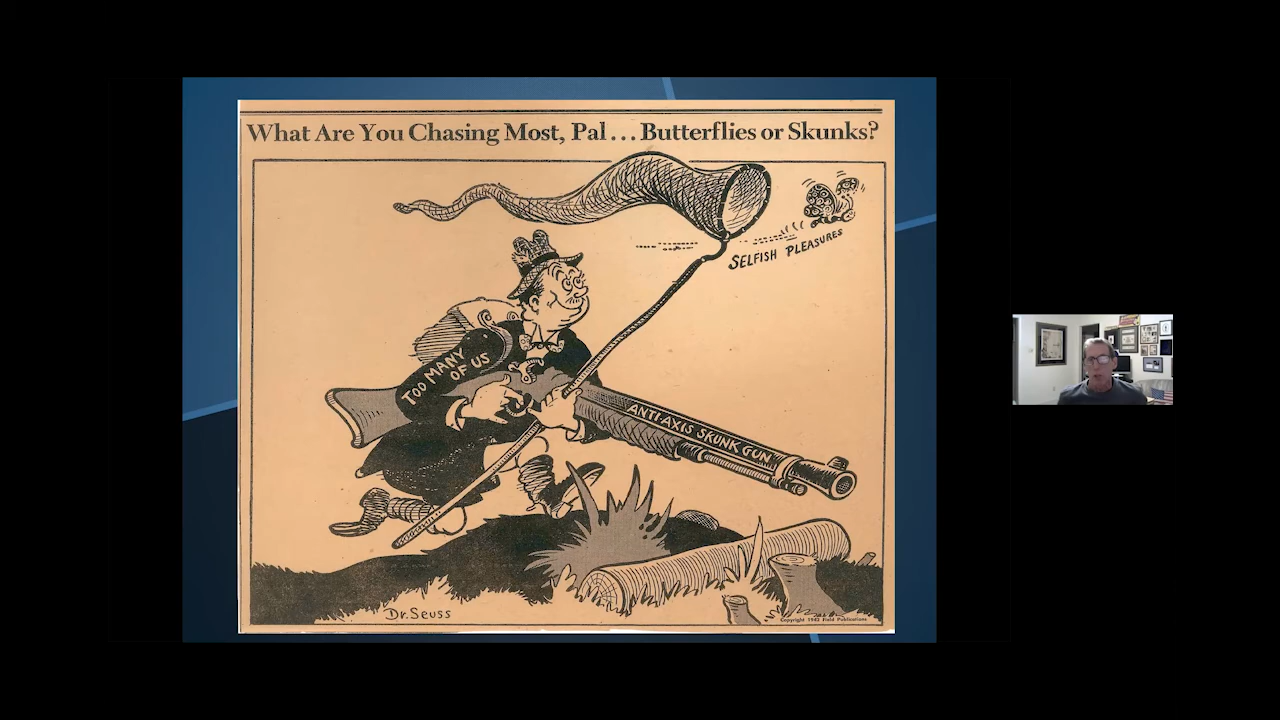 What Are You Chasing Most, Pal... Butterflies or Skunks?
SELFISH PLEASURES
TOO MANY
OF US
ANTI-AXIS SKUNK GUN
Dr. Seuss
Copyright 1942 Field Publications